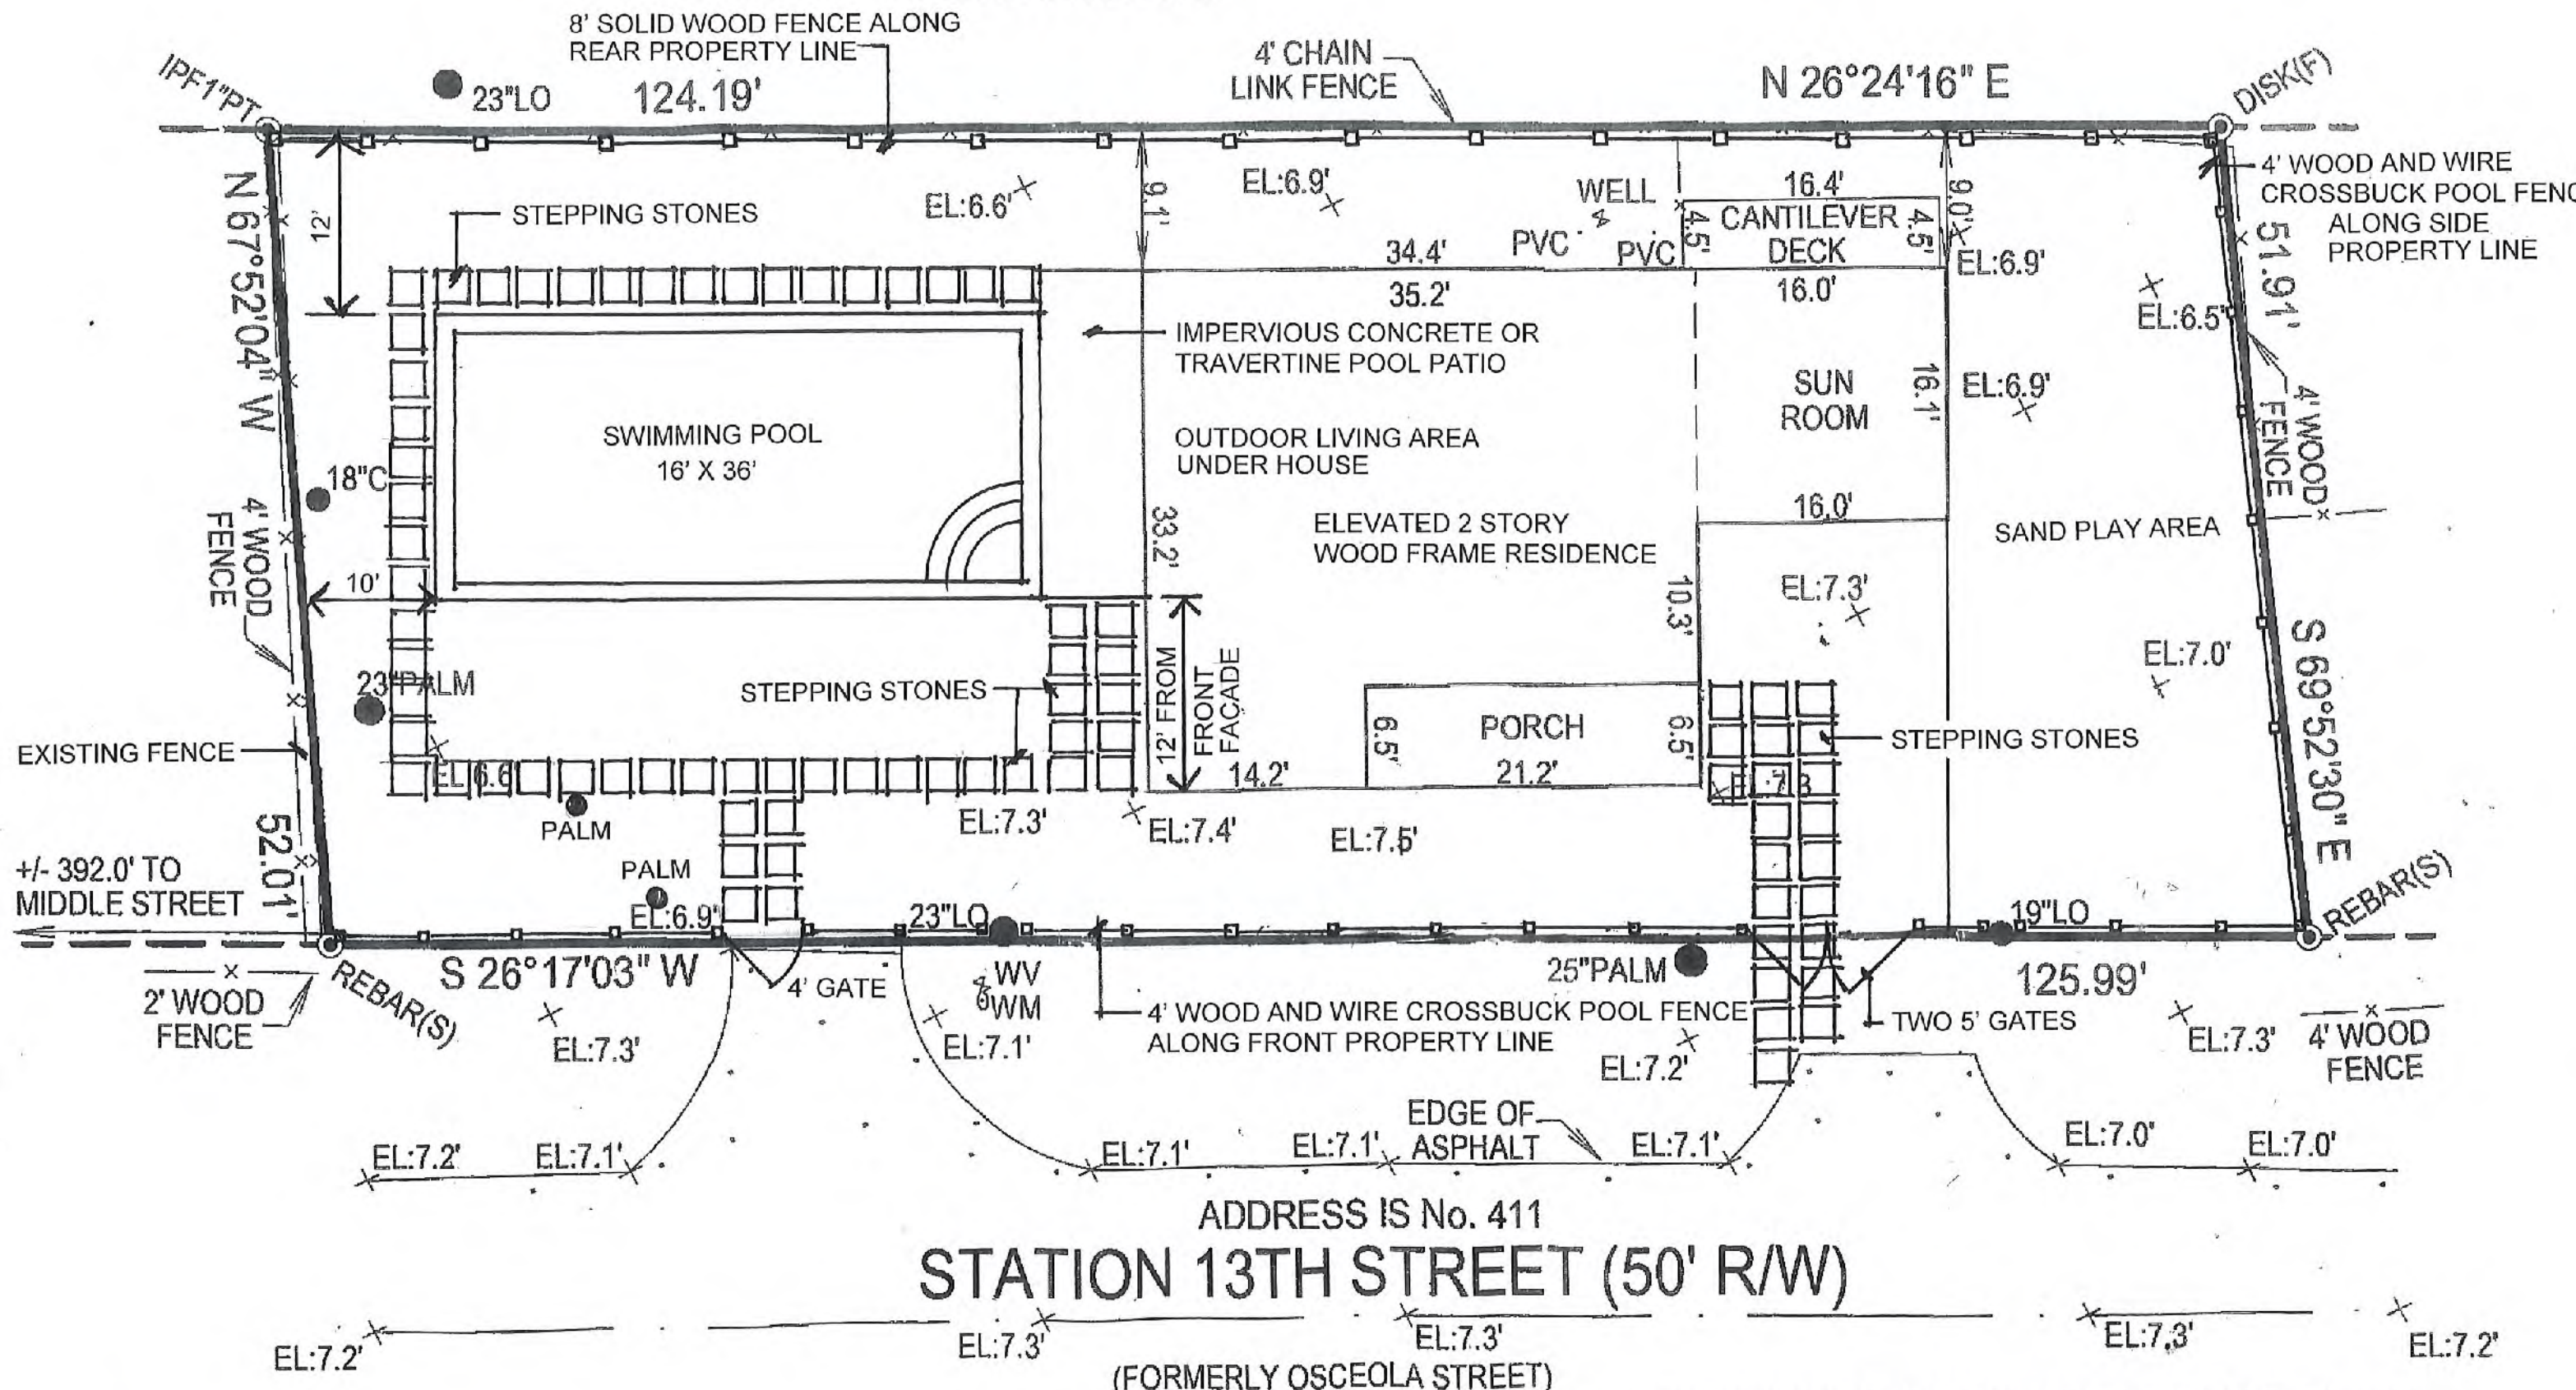 8' SOLID WOOD FENCE ALONG
REAR PROPERTY LINE
4' CHAIN
LINK FENCE
N 26°24'16" E
DISK(F)
IPF1"PT
23"LO
124.19'
4' WOOD AND WIRE
CROSSBUCK POOL
ALONG SIDE
PROPERTY LINE
N 67°52'04" W
12'
STEPPING STONES
EL:6.6'
9.1'
EL:6.9'
WELL
16.4'
4.5'
CANTILEVER
DECK
4.5'
9.0'
EL:6.9'
51.91'
34.4'
PVC
PVC
35.2'
16.0'
EL:6.5'
IMPERVIOUS CONCRETE OR
TRAVERTINE POOL PATIO
SUN
ROOM
16.1'
EL:6.9'
4' WOOD
FENCE
SWIMMING POOL
16' X 36'
OUTDOOR LIVING AREA
UNDER HOUSE
18"C
4' WOOD
FENCE
33.2'
ELEVATED 2 STORY
WOOD FRAME RESIDENCE
16.0'
SAND PLAY AREA
10'
10.3'
EL:7.3'
S 69°52'30" E
23"PALM
STEPPING STONES
12' FROM
FRONT
FACADE
EL:7.0'
6.5'
PORCH
6.5'
STEPPING STONES
EXISTING FENCE
EL:6.6'
14.2'
21.2'
PALM
EL:7.3'
EL:7.4'
EL:7.5'
52.01'
+/- 392.0' TO
MIDDLE STREET
PALM
EL:6.9'
23"LO
19"LO
REBAR(S)
S 26°17'03" W
REBAR(S)
2' WOOD
FENCE
4' GATE
WV
WM
25"PALM
125.99'
4' WOOD AND WIRE CROSSBUCK POOL FENCE
ALONG FRONT PROPERTY LINE
TWO 5' GATES
EL:7.3'
EL:7.1'
EL:7.2'
EL:7.3'
4' WOOD
FENCE
EL:7.2'
EL:7.1'
EL:7.1'
EL:7.1'
EDGE OF
ASPHALT
EL:7.1'
EL:7.0'
EL:7.0'
ADDRESS IS No. 411
STATION 13TH STREET (50' R/W)
EL:7.2'
EL:7.3'
EL:7.3'
EL:7.3'
EL:7.2'
(FORMERLY OSCEOLA STREET)